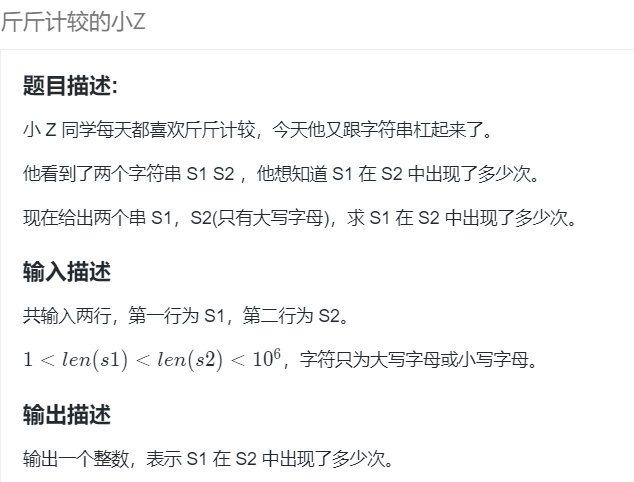 斤斤计较的小Z
题目描述:
小 Z 同学每天都喜欢斤斤计较，今天他又跟字符串杠起来了。
他看到了两个字符串 S1 S2 ，他想知道 S1 在 S2 中出现了多少次。
现在给出两个串 S1，S2(只有大写字母)，求 S1 在 S2 中出现了多少次。
输入描述
共输入两行，第一行为 S1，第二行为 S2。
1 < len(s1) < len(s2) < 10⁶，字符只为大写字母或小写字母。
输出描述
输出一个整数，表示 S1 在 S2 中出现了多少次。